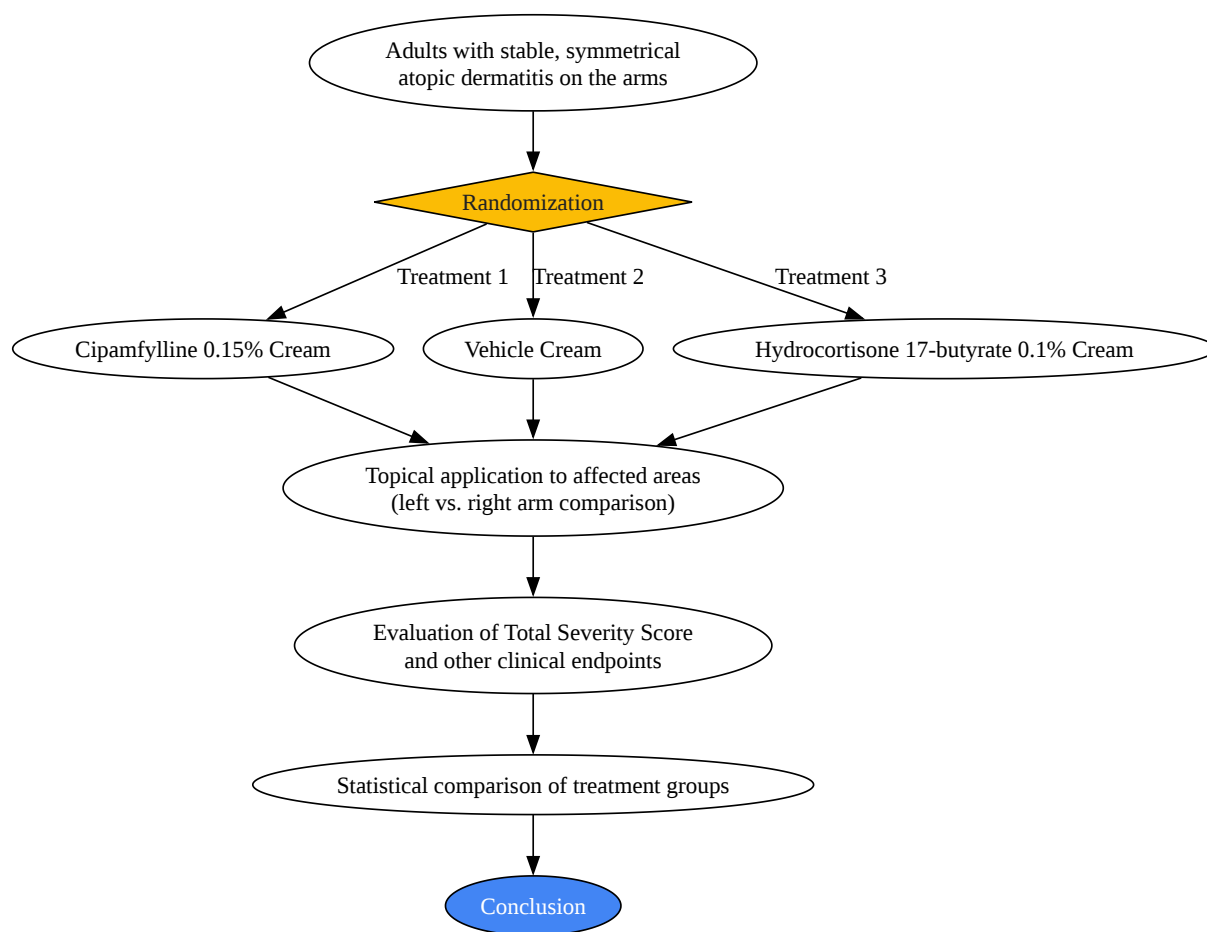 Adults with stable, symmetrical
atopic dermatitis on the arms
Randomization
Treatment 1
Treatment 2
Treatment 3
Cipamfylline 0.15% Cream
Vehicle Cream
Hydrocortisone 17-butyrate 0.1% Cream
Topical application to affected areas
(left vs. right arm comparison)
Evaluation of Total Severity Score
and other clinical endpoints
Statistical comparison of treatment groups
Conclusion